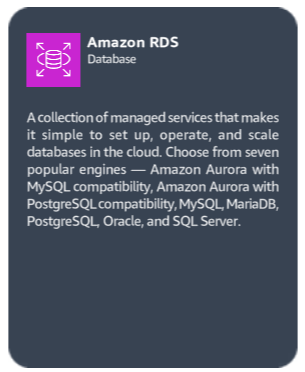 Amazon RDS
Database
A collection of managed services that makes
it simple to set up, operate, and scale
databases in the cloud. Choose from seven
popular engines — Amazon Aurora with
MySQL compatibility, Amazon Aurora with
PostgreSQL compatibility, MySQL, MariaDB,
PostgreSQL, Oracle, and SQL Server.